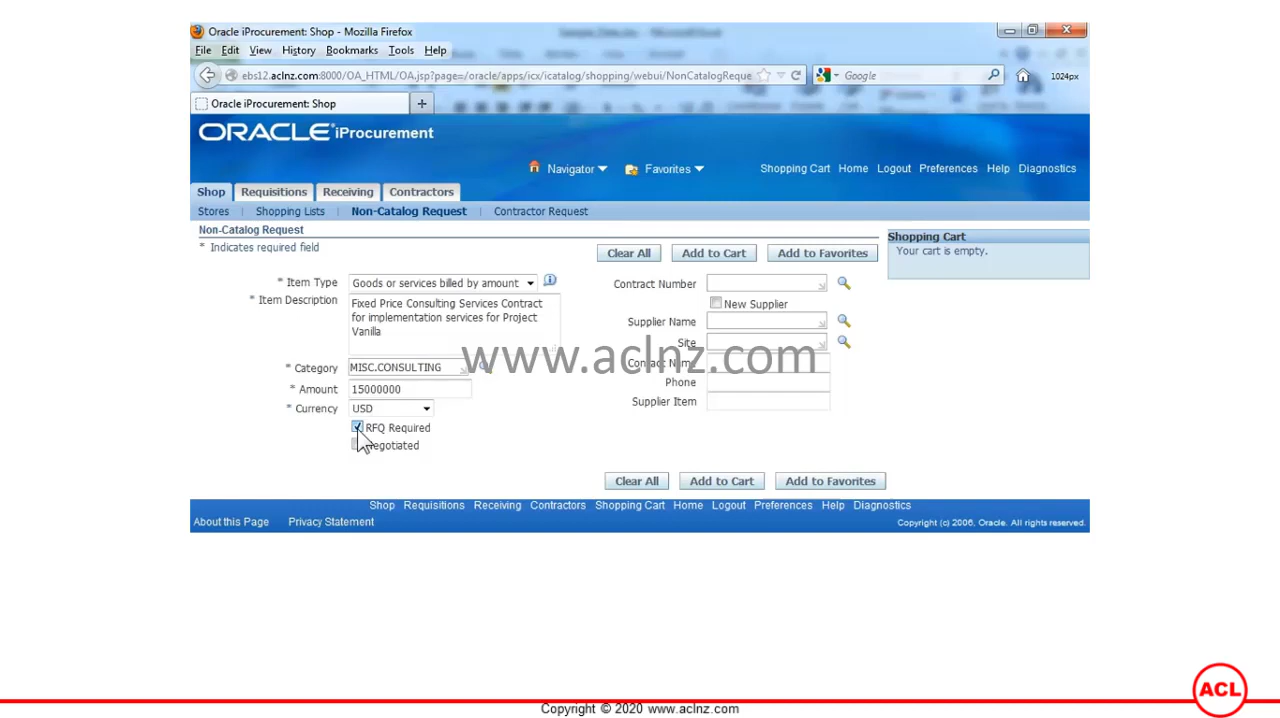 Oracle iProcurement: Shop - Mozilla Firefox
File Edit View History Bookmarks Tools Help
ebs12.aclnz.com:8000/OA_HTML/OA.jsp?page=/oracle/apps/icx/icatalog/shopping/webui/NonCatalogReque
Google
1024px
Oracle iProcurement: Shop
ORACLE iProcurement
Navigator Favorites Shopping Cart Home Logout Preferences Help Diagnostics
Shop Requisitions Receiving Contractors
Stores Shopping Lists Non-Catalog Request Contractor Request
Non-Catalog Request
* Indicates required field
Clear All Add to Cart Add to Favorites
Shopping Cart
Your cart is empty.
* Item Type Goods or services billed by amount
* Item Description Fixed Price Consulting Services Contract
for implementation services for Project
Vanilla
* Category MISC.CONSULTING
* Amount 15000000
* Currency USD
RFQ Required
egotiated
Contract Number
New Supplier
Supplier Name
Site
Contact Name
Phone
Supplier Item
www.aclnz.com
Clear All Add to Cart Add to Favorites
Shop Requisitions Receiving Contractors Shopping Cart Home Logout Preferences Help Diagnostics
About this Page Privacy Statement
Copyright (c) 2006, Oracle. All rights reserved.
ACL
Copyright © 2020 www.aclnz.com